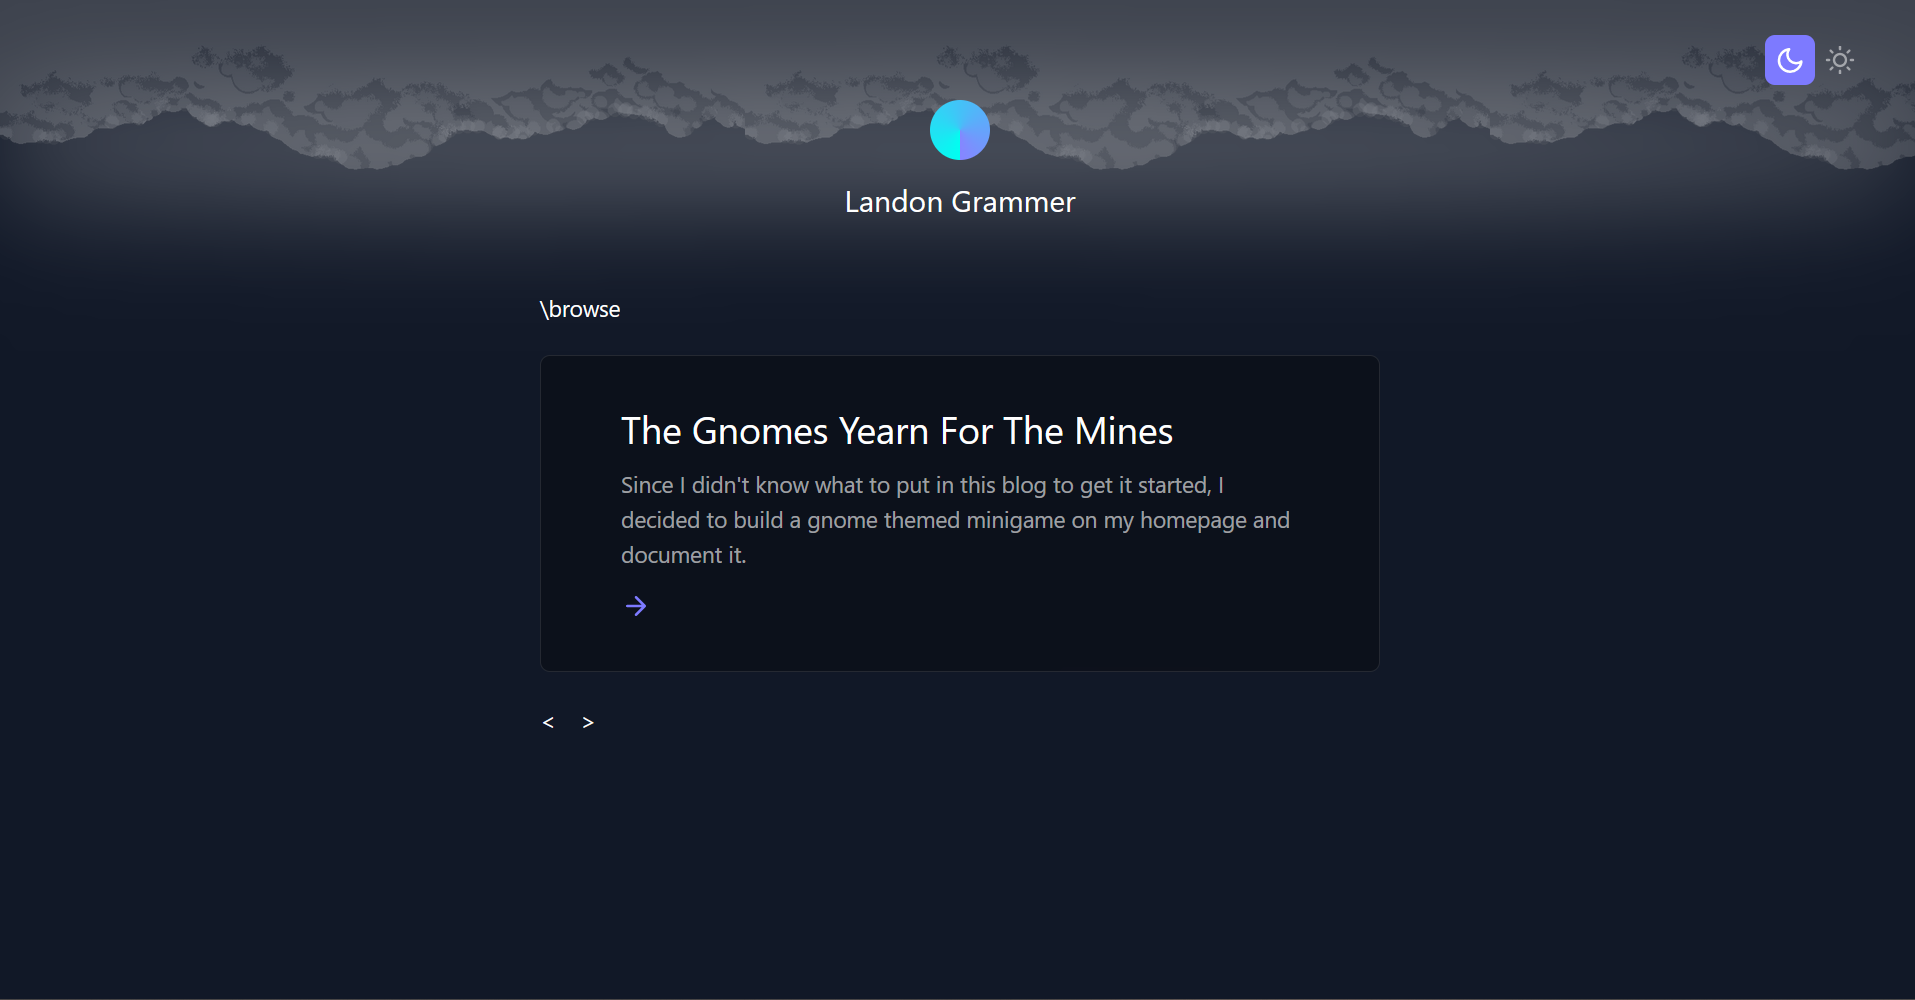 Landon Grammer
\browse
The Gnomes Yearn For The Mines
Since I didn't know what to put in this blog to get it started, I
decided to build a gnome themed minigame on my homepage and
document it.
< >